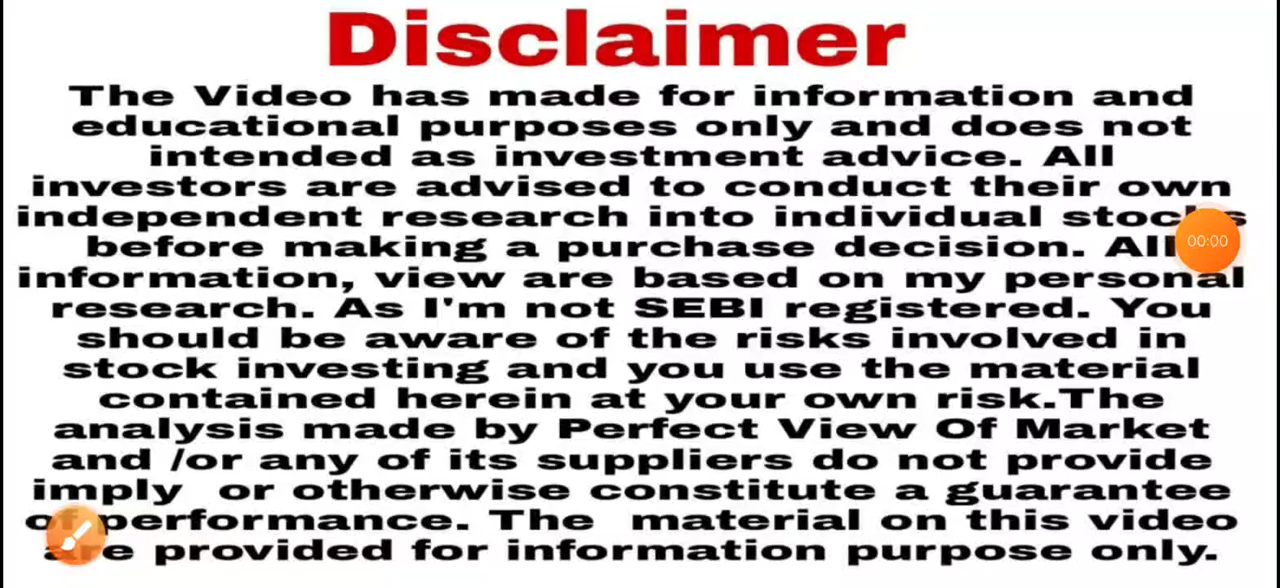 Disclaimer
The Video has made for information and
educational purposes only and does not
intended as investment advice. All
investors are advised to conduct their own
independent research into individual stocks
before making a purchase decision. All
00:00
information, view are based on my personal
research. As I'm not SEBI registered. You
should be aware of the risks involved in
stock investing and you use the material
contained herein at your own risk.The
analysis made by Perfect View Of Market
and /or any of its suppliers do not provide
imply or otherwise constitute a guarantee
of performance. The material on this video
are provided for information purpose only.